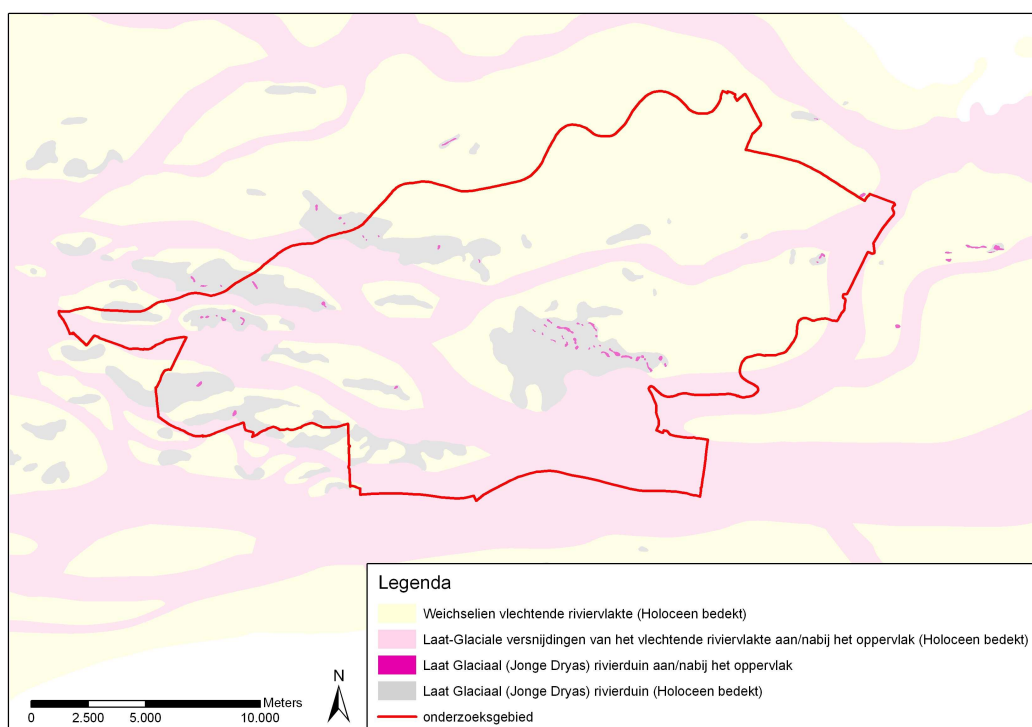 Legenda
Weichselien vlechtende riviervlakte (Holoceen bedekt)
Laat-Glaciale versnijdingen van het vlechtende riviervlakte aan/nabij het oppervlak (Holoceen bedekt)
Laat Glaciaal (Jonge Dryas) rivierduin aan/nabij het oppervlak
Laat Glaciaal (Jonge Dryas) rivierduin (Holoceen bedekt)
onderzoeksgebied
N
Meters
0 2.500 5.000 10.000